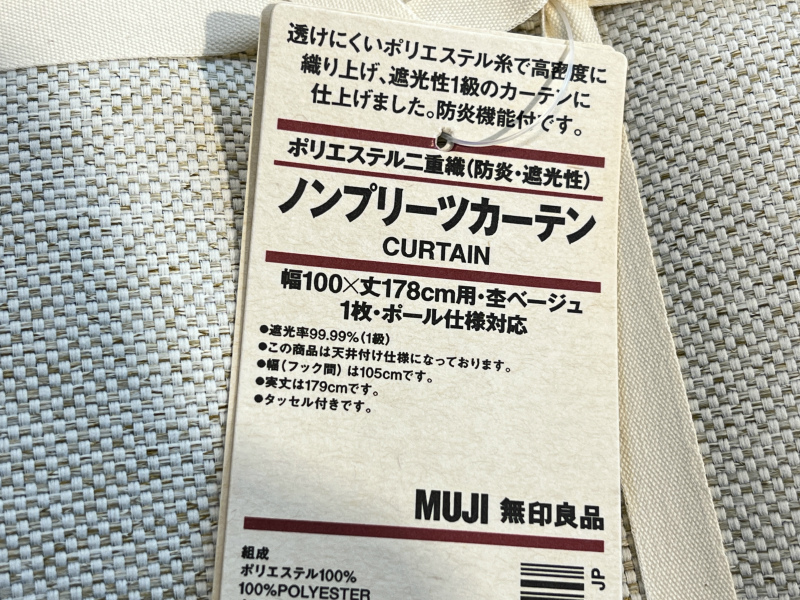 透けにくいポリエステル糸で高密度に
織り上げ、遮光性1級のカーテンに
仕上げました。防炎機能付です。
ポリエステル二重織(防炎・遮光性)
ノンプリーツカーテン
CURTAIN
幅100×丈178cm用・杢ベージュ
1枚・ポール仕様対応
●遮光率99.99%(1級)
●この商品は天井付け仕様になっております。
●幅(フック間)は105cmです。
●実丈は179cmです。
●タッセル付きです。
MUJI 無印良品
組成
ポリエステル100%
100%POLYESTER
JP